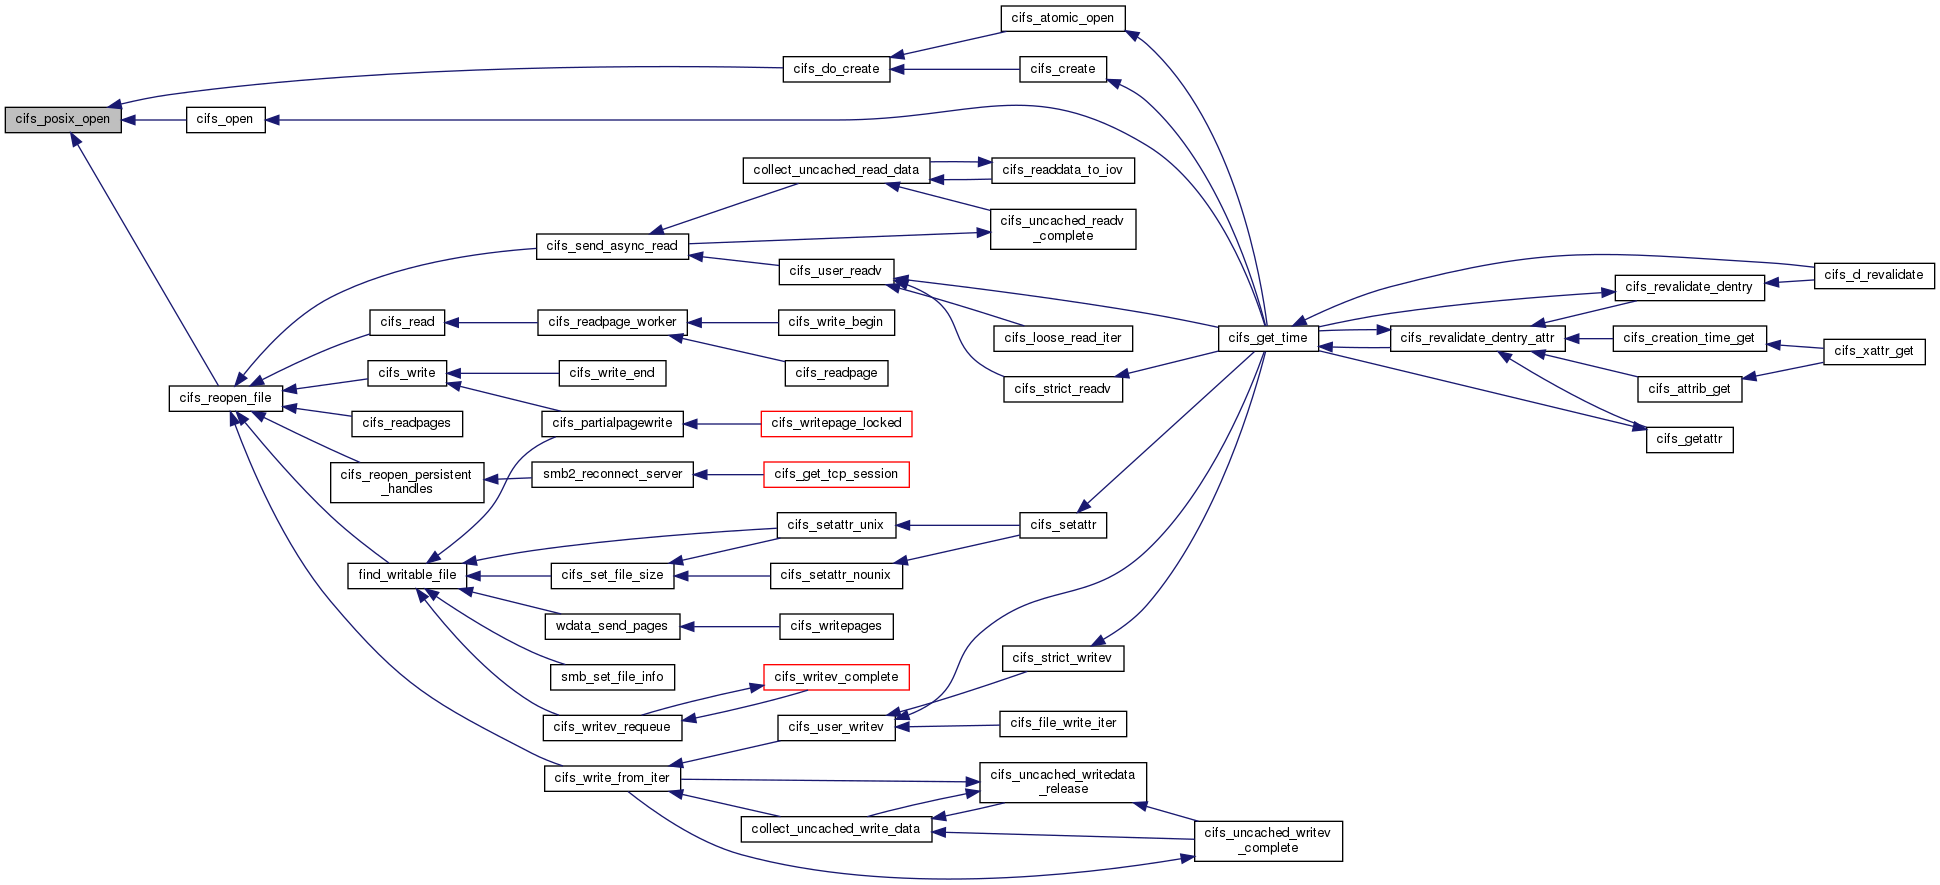 cifs_atomic_open
cifs_do_create
cifs_create
cifs_posix_open
cifs_open
collect_uncached_read_data
cifs_readdata_to_iov
cifs_uncached_readv
_complete
cifs_send_async_read
cifs_user_readv
cifs_d_revalidate
cifs_revalidate_dentry
cifs_read
cifs_readpage_worker
cifs_write_begin
cifs_loose_read_iter
cifs_get_time
cifs_revalidate_dentry_attr
cifs_creation_time_get
cifs_xattr_get
cifs_write
cifs_write_end
cifs_readpage
cifs_strict_readv
cifs_attrib_get
cifs_reopen_file
cifs_readpages
cifs_partialpagewrite
cifs_writepage_locked
cifs_getattr
cifs_reopen_persistent
_handles
smb2_reconnect_server
cifs_get_tcp_session
cifs_setattr_unix
cifs_setattr
find_writable_file
cifs_set_file_size
cifs_setattr_nounix
wdata_send_pages
cifs_writepages
cifs_strict_writev
smb_set_file_info
cifs_writev_complete
cifs_writev_requeue
cifs_user_writev
cifs_file_write_iter
cifs_write_from_iter
cifs_uncached_writedata
_release
collect_uncached_write_data
cifs_uncached_writev
_complete